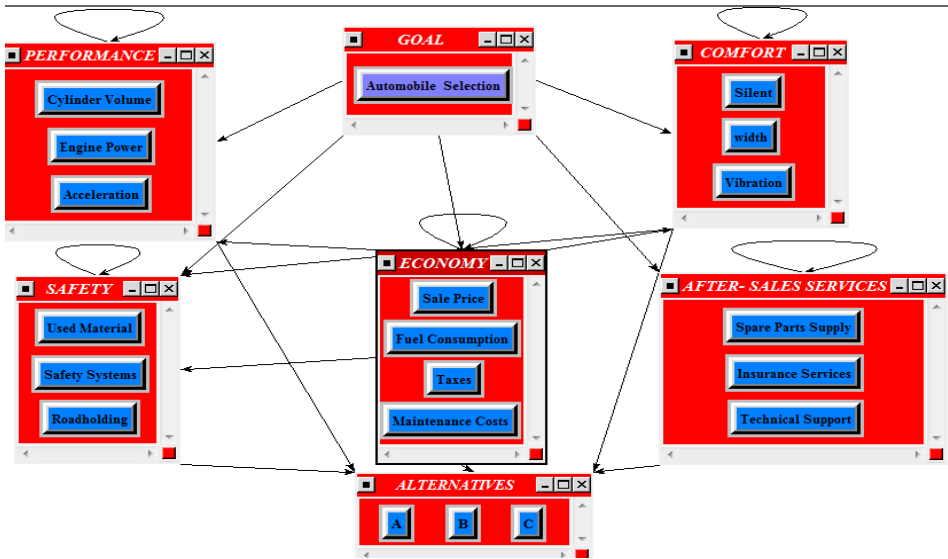 PERFORMANCE
Cylinder Volume
Engine Power
Acceleration
GOAL
Automobile Selection
COMFORT
Silent
width
Vibration
SAFETY
Used Material
Safety Systems
Roadholding
ECONOMY
Sale Price
Fuel Consumption
Taxes
Maintenance Costs
AFTER- SALES SERVICES
Spare Parts Supply
Insurance Services
Technical Support
ALTERNATIVES
A B C